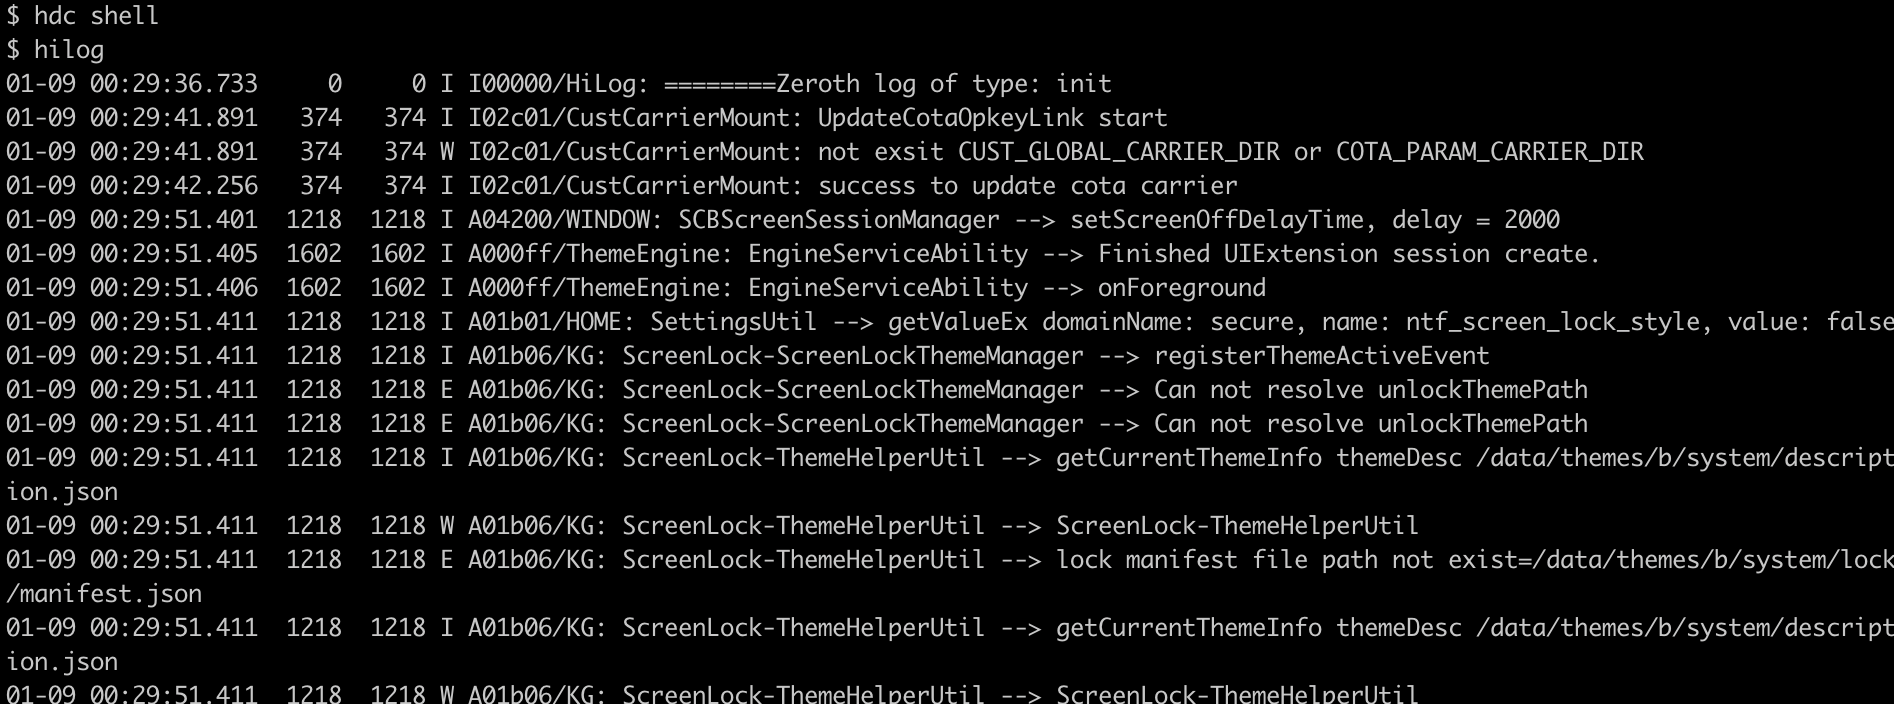 $ hdc shell
$ hilog
01-09 00:29:36.733     0     0 I I00000/HiLog: ========Zeroth log of type: init
01-09 00:29:41.891   374   374 I I02c01/CustCarrierMount: UpdateCotaOpkeyLink start
01-09 00:29:41.891   374   374 W I02c01/CustCarrierMount: not exsit CUST_GLOBAL_CARRIER_DIR or COTA_PARAM_CARRIER_DIR
01-09 00:29:42.256   374   374 I I02c01/CustCarrierMount: success to update cota carrier
01-09 00:29:51.401  1218  1218 I A04200/WINDOW: SCBScreenSessionManager --> setScreenOffDelayTime, delay = 2000
01-09 00:29:51.405  1602  1602 I A000ff/ThemeEngine: EngineServiceAbility --> Finished UIExtension session create.
01-09 00:29:51.406  1602  1602 I A000ff/ThemeEngine: EngineServiceAbility --> onForeground
01-09 00:29:51.411  1218  1218 I A01b01/HOME: SettingsUtil --> getValueEx domainName: secure, name: ntf_screen_lock_style, value: false
01-09 00:29:51.411  1218  1218 I A01b06/KG: ScreenLock-ScreenLockThemeManager --> registerThemeActiveEvent
01-09 00:29:51.411  1218  1218 E A01b06/KG: ScreenLock-ScreenLockThemeManager --> Can not resolve unlockThemePath
01-09 00:29:51.411  1218  1218 E A01b06/KG: ScreenLock-ScreenLockThemeManager --> Can not resolve unlockThemePath
01-09 00:29:51.411  1218  1218 I A01b06/KG: ScreenLock-ThemeHelperUtil --> getCurrentThemeInfo themeDesc /data/themes/b/system/descript
ion.json
01-09 00:29:51.411  1218  1218 W A01b06/KG: ScreenLock-ThemeHelperUtil --> ScreenLock-ThemeHelperUtil
01-09 00:29:51.411  1218  1218 E A01b06/KG: ScreenLock-ThemeHelperUtil --> lock manifest file path not exist=/data/themes/b/system/lock
/manifest.json
01-09 00:29:51.411  1218  1218 I A01b06/KG: ScreenLock-ThemeHelperUtil --> getCurrentThemeInfo themeDesc /data/themes/b/system/descript
ion.json
01-09 00:29:51.411  1218  1218 W A01b06/KG: ScreenLock-ThemeHelperUtil --> ScreenLock-ThemeHelperUtil